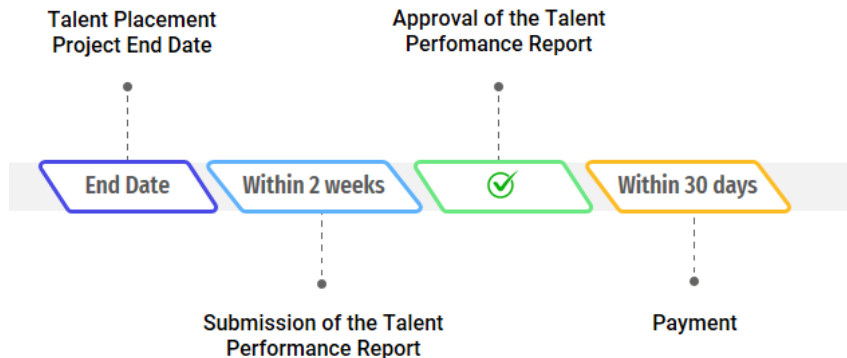 Talent Placement
Project End Date
Approval of the Talent
Perfomance Report
End Date
Within 2 weeks
Within 30 days
Submission of the Talent
Performance Report
Payment